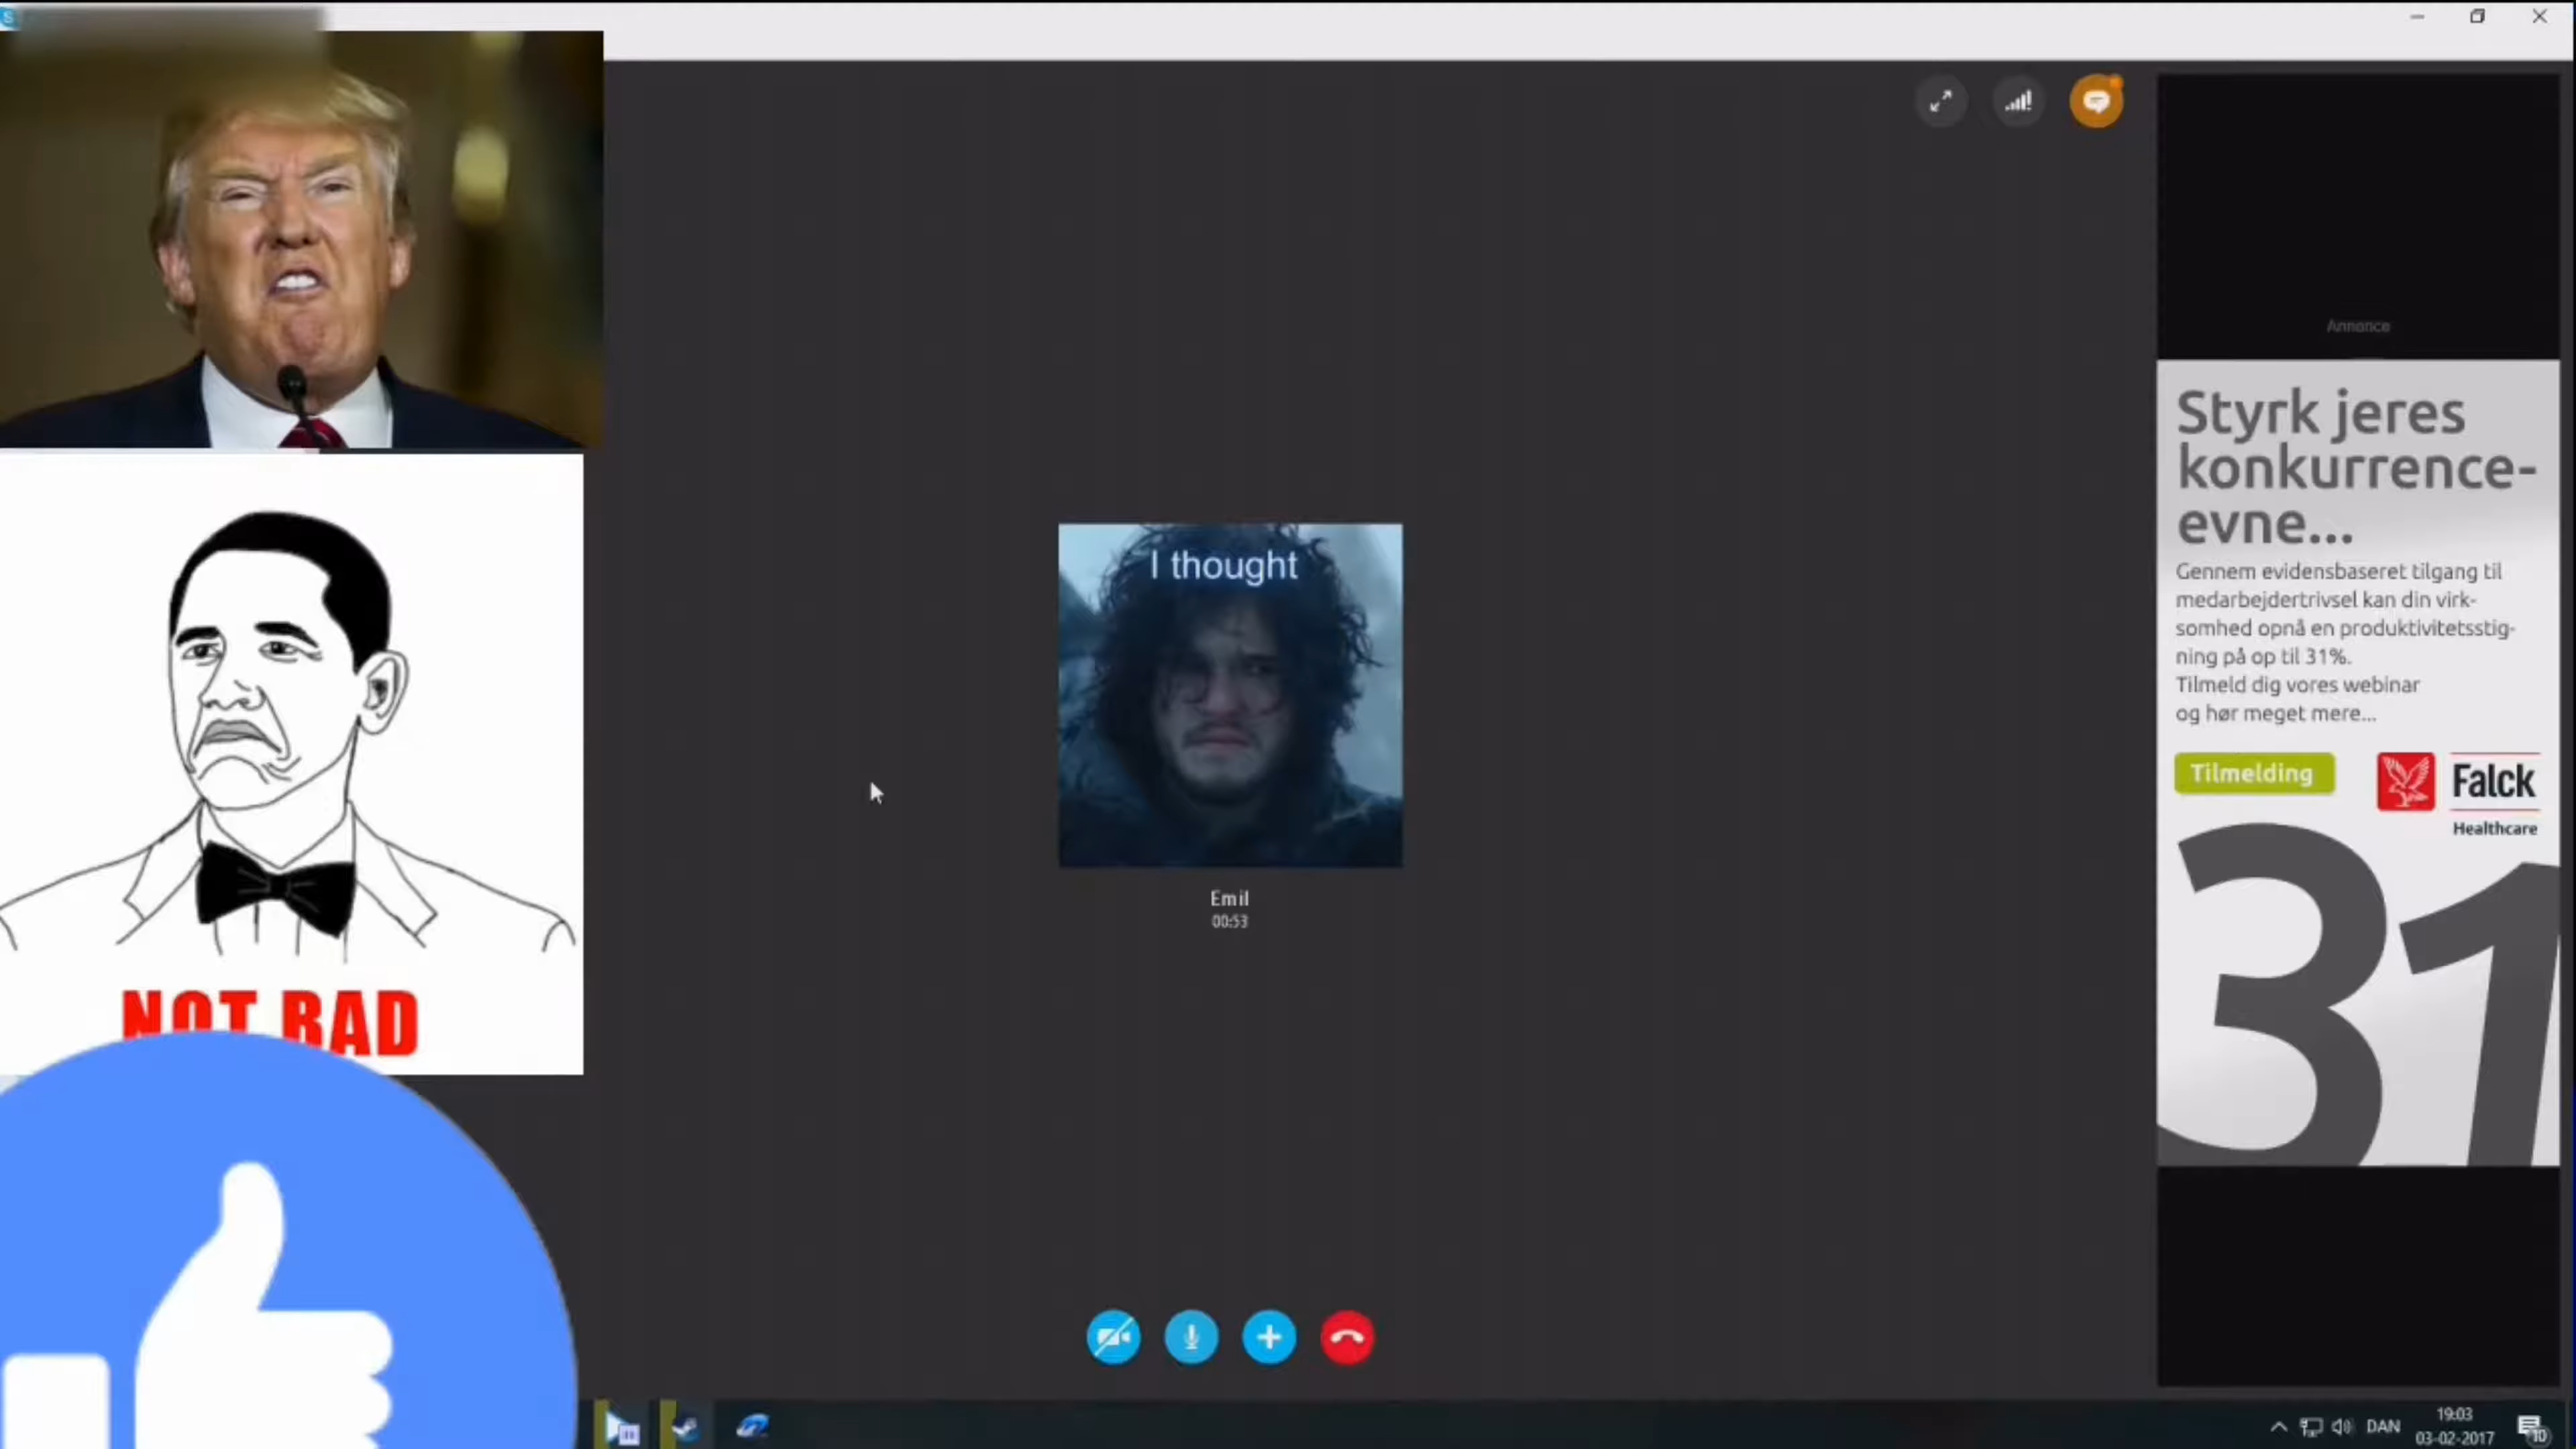 I thought
Emil
00:53
NOT BAD
Annonce
Styrk jeres
konkurrence-
evne...
Gennem evidensbaseret tilgang til
medarbejdertrivsel kan din virk-
somhed opnå en produktivitetsstig-
ning på op til 31%.
Tilmeld dig vores webinar
og hør meget mere...
Tilmelding
Falck
Healthcare
31
DAN
19:03
03-02-2017
10